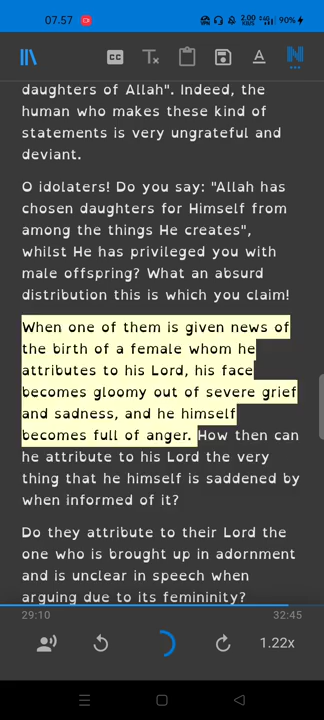 07.57
2.00
KB/S
90%
CC
daughters of Allah". Indeed, the
human who makes these kind of
statements is very ungrateful and
deviant.
O idolaters! Do you say: "Allah has
chosen daughters for Himself from
among the things He creates",
whilst He has privileged you with
male offspring? What an absurd
distribution this is which you claim!
When one of them is given news of
the birth of a female whom he
attributes to his Lord, his face
becomes gloomy out of severe grief
and sadness, and he himself
becomes full of anger. How then can
he attribute to his Lord the very
thing that he himself is saddened by
when informed of it?
Do they attribute to their Lord the
one who is brought up in adornment
and is unclear in speech when
arguing due to its femininity?
29:10 32:45
1.22x